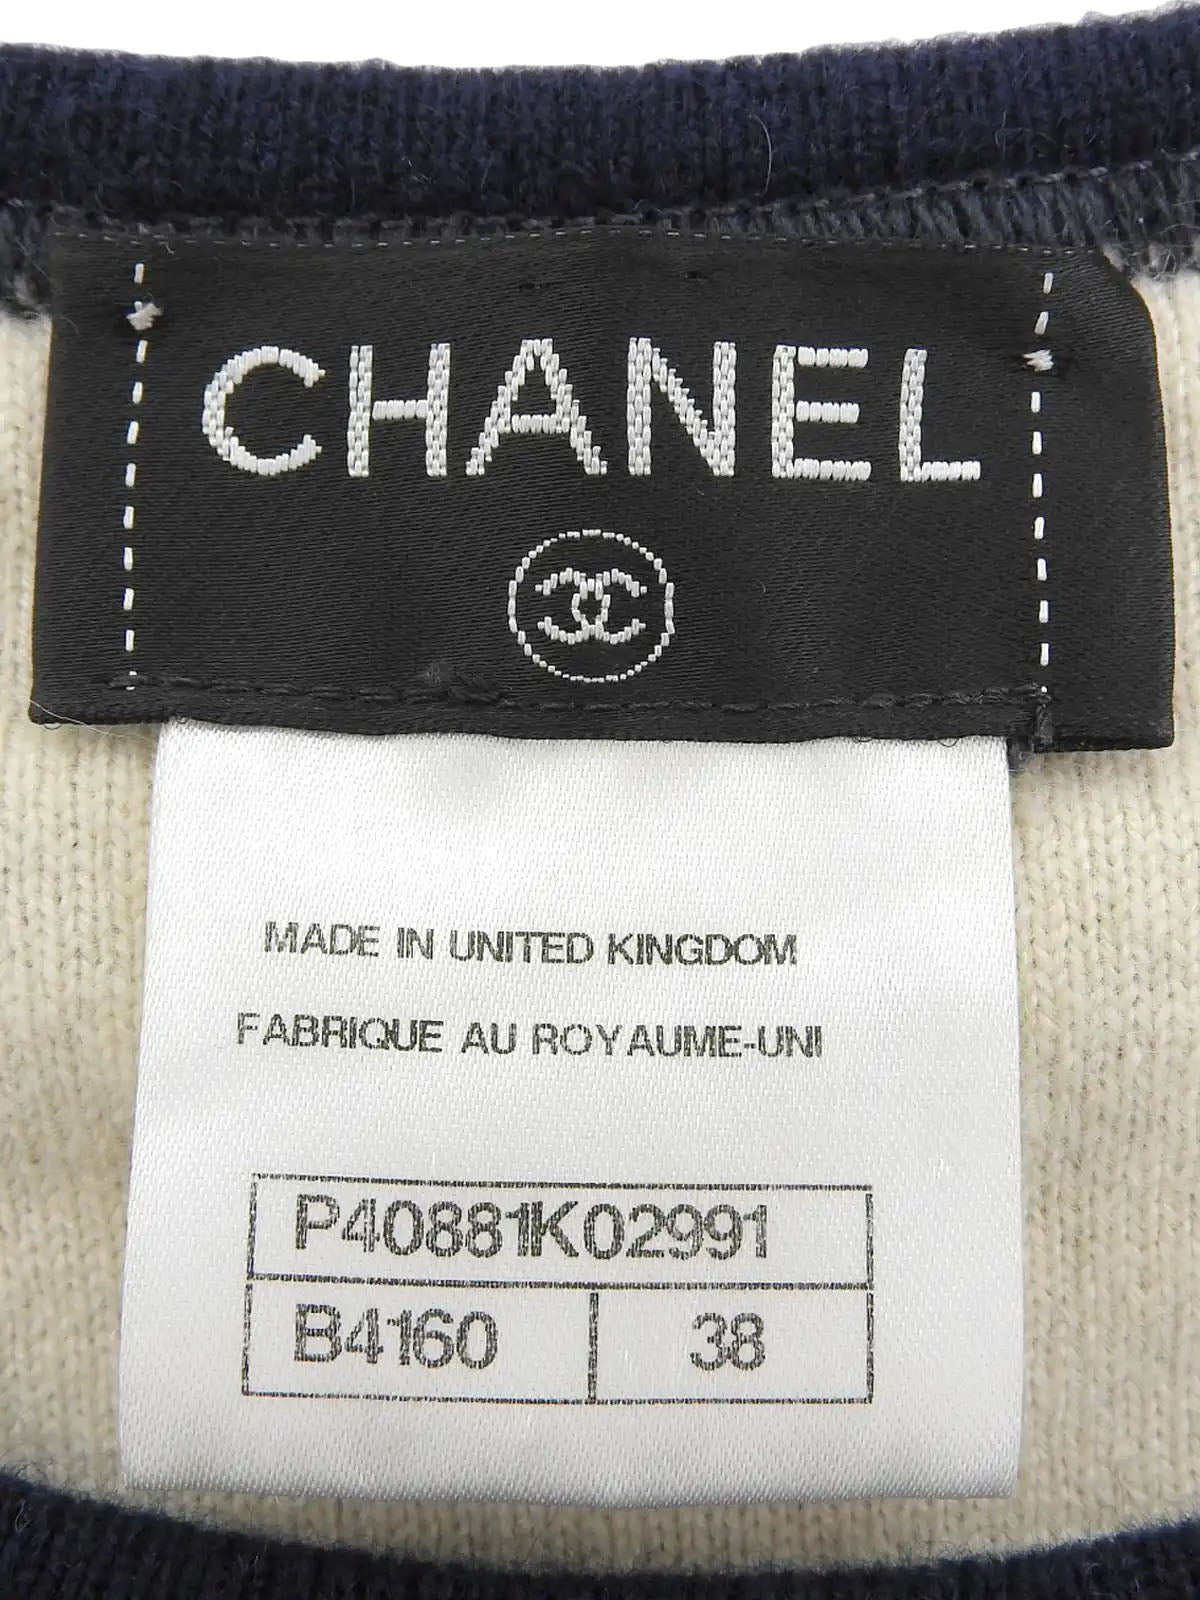 CHANEL
MADE IN UNITED KINGDOM
FABRIQUE AU ROYAUME-UNI
P40881K02991
B4160 38